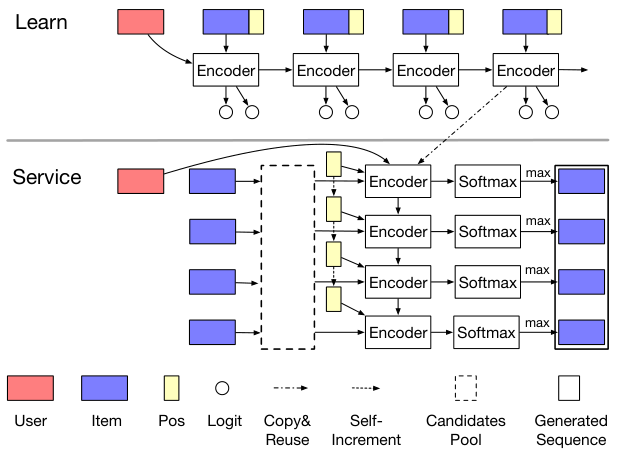 Learn
Encoder Encoder Encoder Encoder
Service
Encoder Softmax max
Encoder Softmax max
Encoder Softmax max
Encoder Softmax max
User Item Pos Logit Copy& Self- Candidates Generated
Reuse Increment Pool Sequence